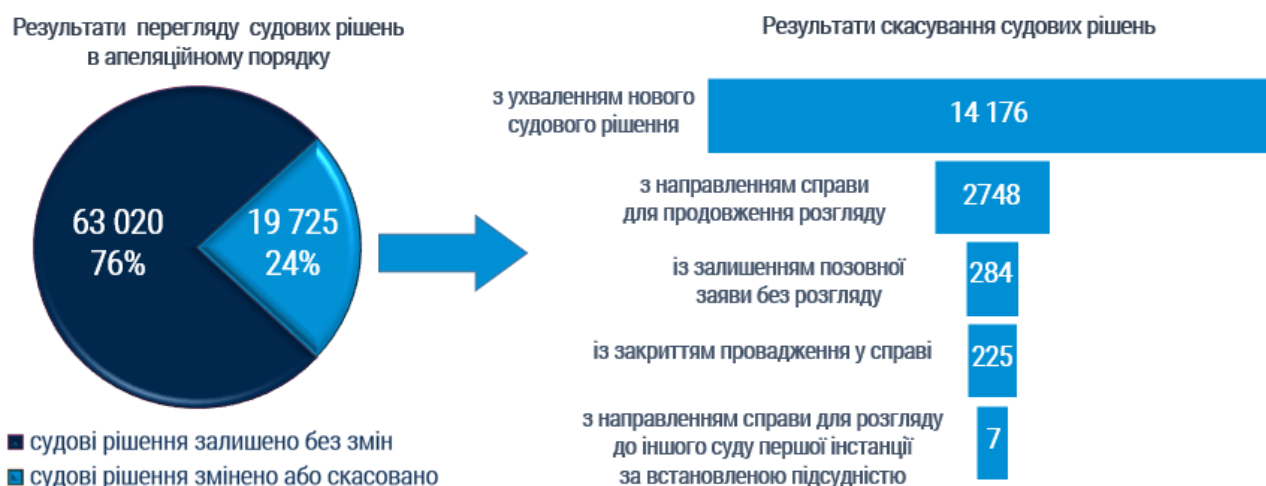 Результати перегляду судових рішень
в апеляційному порядку
63 020
76%
19 725
24%
судові рішення залишено без змін
судові рішення змінено або скасовано
Результати скасування судових рішень
з ухваленням нового
судового рішення
14 176
з направленням справи
для продовження розгляду
2748
із залишенням позовної
заяви без розгляду
284
із закриттям провадження у справі
225
з направленням справи для розгляду
до іншого суду першої інстанції
за встановленою підсудністю
7